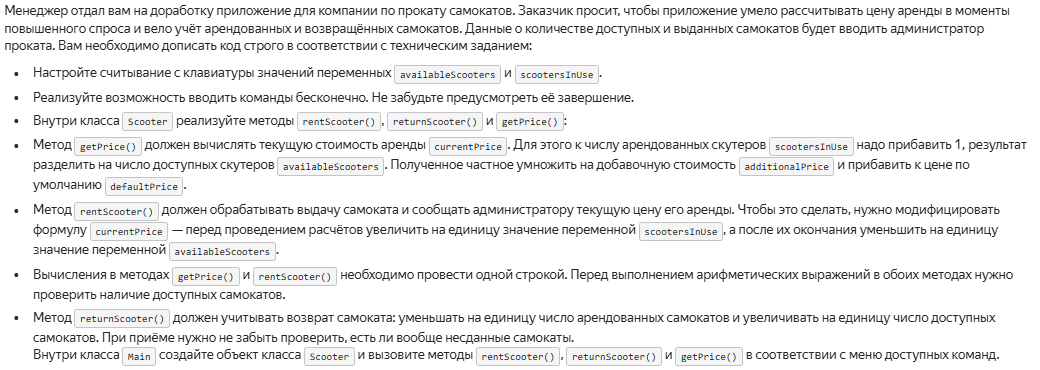 Менеджер отдал вам на доработку приложение для компании по прокату самокатов. Заказчик просит, чтобы приложение умело рассчитывать цену аренды в моменты
повышенного спроса и вело учёт арендованных и возвращённых самокатов. Данные о количестве доступных и выданных самокатов будет вводить администратор
проката. Вам необходимо дописать код строго в соответствии с техническим заданием:
• Настройте считывание с клавиатуры значений переменных availableScooters и scootersInUse.
• Реализуйте возможность вводить команды бесконечно. Не забудьте предусмотреть её завершение.
• Внутри класса Scooter реализуйте методы rentScooter(), returnScooter() и getPrice():
• Метод getPrice() должен вычислять текущую стоимость аренды currentPrice. Для этого к числу арендованных скутеров scootersInUse надо прибавить 1, результат
разделить на число доступных скутеров availableScooters. Полученное частное умножить на добавочную стоимость additionalPrice и прибавить к цене по
умолчанию defaultPrice.
• Метод rentScooter() должен обрабатывать выдачу самоката и сообщать администратору текущую цену его аренды. Чтобы это сделать, нужно модифицировать
формулу currentPrice — перед проведением расчётов увеличить на единицу значение переменной scootersInUse, а после их окончания уменьшить на единицу
значение переменной availableScooters.
• Вычисления в методах getPrice() и rentScooter() необходимо провести одной строкой. Перед выполнением арифметических выражений в обоих методах нужно
проверить наличие доступных самокатов.
• Метод returnScooter() должен учитывать возврат самоката: уменьшать на единицу число арендованных самокатов и увеличивать на единицу число доступных
самокатов. При приёме нужно не забыть проверить, есть ли вообще несданные самокаты.
Внутри класса Main создайте объект класса Scooter и вызовите методы rentScooter(), returnScooter() и getPrice() в соответствии с меню доступных команд.